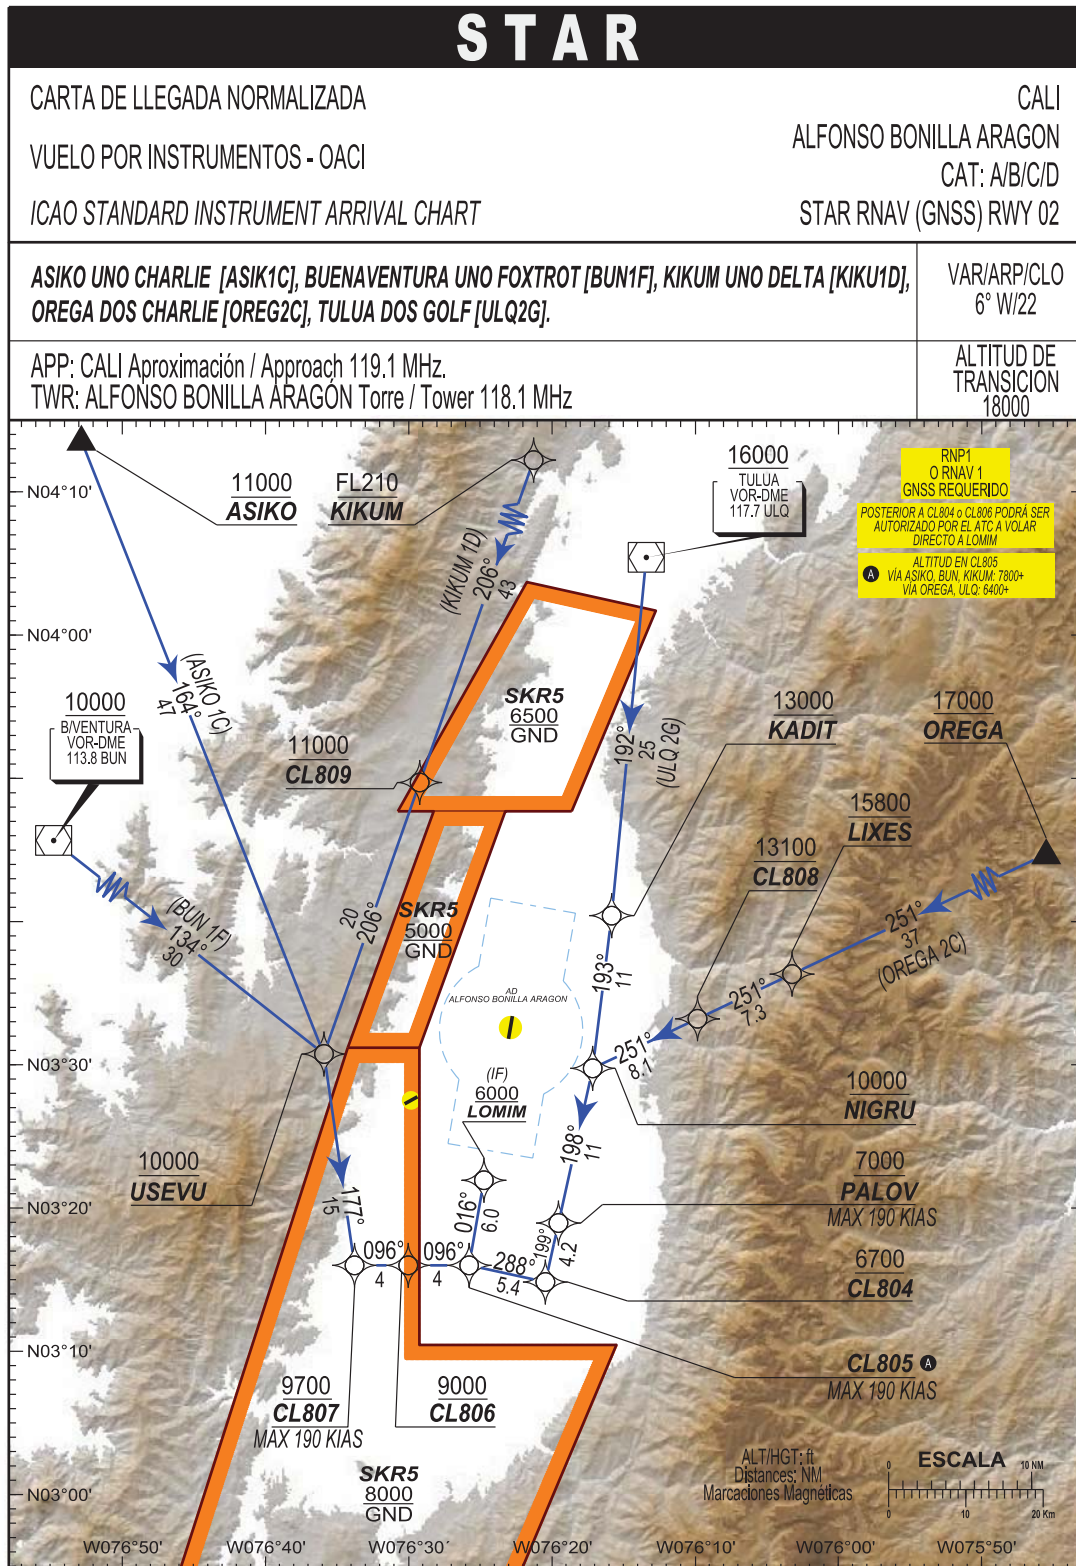 STAR
CARTA DE LLEGADA NORMALIZADA
VUELO POR INSTRUMENTOS - OACI
ICAO STANDARD INSTRUMENT ARRIVAL CHART
CALI
ALFONSO BONILLA ARAGON
CAT: A/B/C/D
STAR RNAV (GNSS) RWY 02
ASIKO UNO CHARLIE [ASIK1C], BUENAVENTURA UNO FOXTROT [BUN1F], KIKUM UNO DELTA [KIKU1D],
OREGA DOS CHARLIE [OREG2C], TULUA DOS GOLF [ULQ2G].
VAR/ARP/CLO
6° W/22
APP: CALI Aproximación / Approach 119.1 MHz.
TWR: ALFONSO BONILLA ARAGÓN Torre / Tower 118.1 MHz
ALTITUD DE
TRANSICION
18000
N04°10'
N04°00'
N03°30'
N03°20'
N03°10'
N03°00'
11000
ASIKO
FL210
KIKUM
16000
TULUA
VOR-DME
117.7 ULQ
RNP1
O RNAV 1
GNSS REQUERIDO
POSTERIOR A CL804 o CL806 PODRÁ SER
AUTORIZADO POR EL ATC A VOLAR
DIRECTO A LOMIM
A
ALTITUD EN CL805
VÍA ASIKO, BUN, KIKUM: 7800+
VÍA OREGA, ULQ: 6400+
(KIKUM 1D)
206°
43
(ASIKO 1C)
164°
47
10000
B/VENTURA
VOR-DME
113.8 BUN
11000
CL809
SKR5
6500
GND
192°
25
(ULQ 2G)
13000
KADIT
17000
OREGA
15800
LIXES
13100
CL808
(BUN 1F)
134°
30
20
206°
SKR5
5000
GND
193°
11
251°
37
(OREGA 2C)
251°
7.3
251°
8.1
AD
ALFONSO BONILLA ARAGON
(IF)
6000
LOMIM
10000
NIGRU
198°
11
10000
USEVU
7000
PALOV
MAX 190 KIAS
177°
15
016°
6.0
199°
4.2
096°
4
096°
4
288°
5.4
6700
CL804
CL805 A
MAX 190 KIAS
9700
CL807
MAX 190 KIAS
9000
CL806
SKR5
8000
GND
ALT/HGT: ft
Distances: NM
Marcaciones Magnéticas
ESCALA
0
10 NM
0
10
20 Km
W076°50'
W076°40'
W076°30'
W076°20'
W076°10'
W076°00'
W075°50'